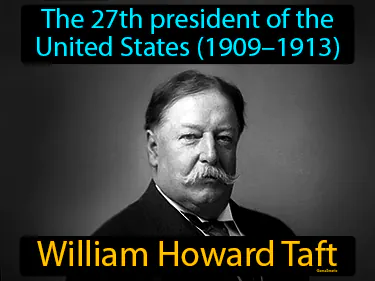 The 27th president of the
United States (1909–1913)
William Howard Taft